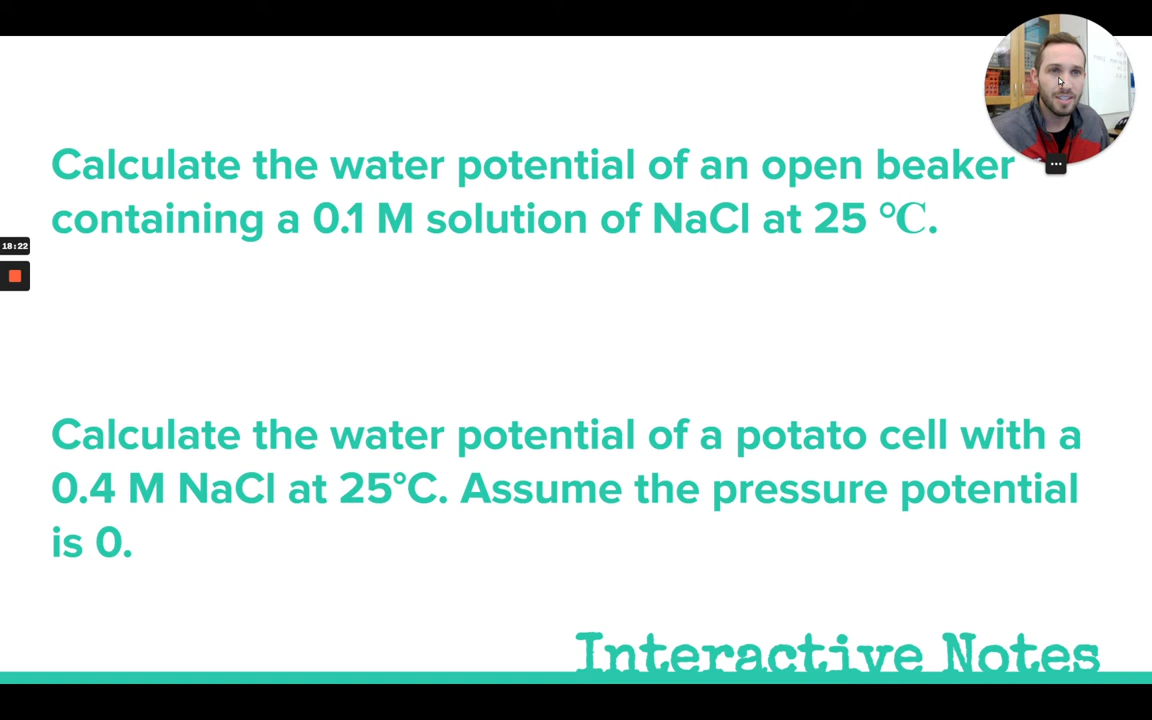 Calculate the water potential of an open beaker
containing a 0.1 M solution of NaCl at 25 ℃.
18:22
Calculate the water potential of a potato cell with a
0.4 M NaCl at 25°C. Assume the pressure potential
is 0.
Interactive Notes